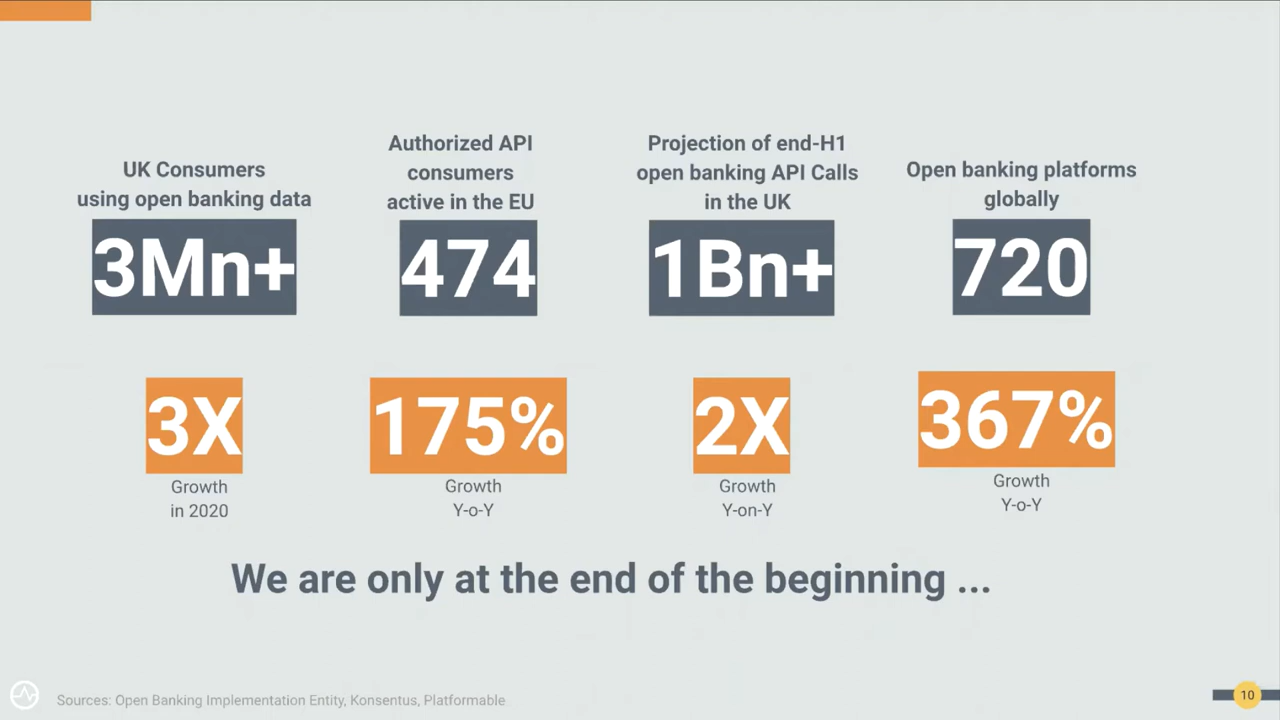 UK Consumers
using open banking data
3Mn+
3X
Growth
in 2020
Authorized API
consumers
active in the EU
474
175%
Growth
Y-o-Y
Projection of end-H1
open banking API Calls
in the UK
1Bn+
2X
Growth
Y-on-Y
Open banking platforms
globally
720
367%
Growth
Y-o-Y
We are only at the end of the beginning ...
Sources: Open Banking Implementation Entity, Konsentus, Platformable
10